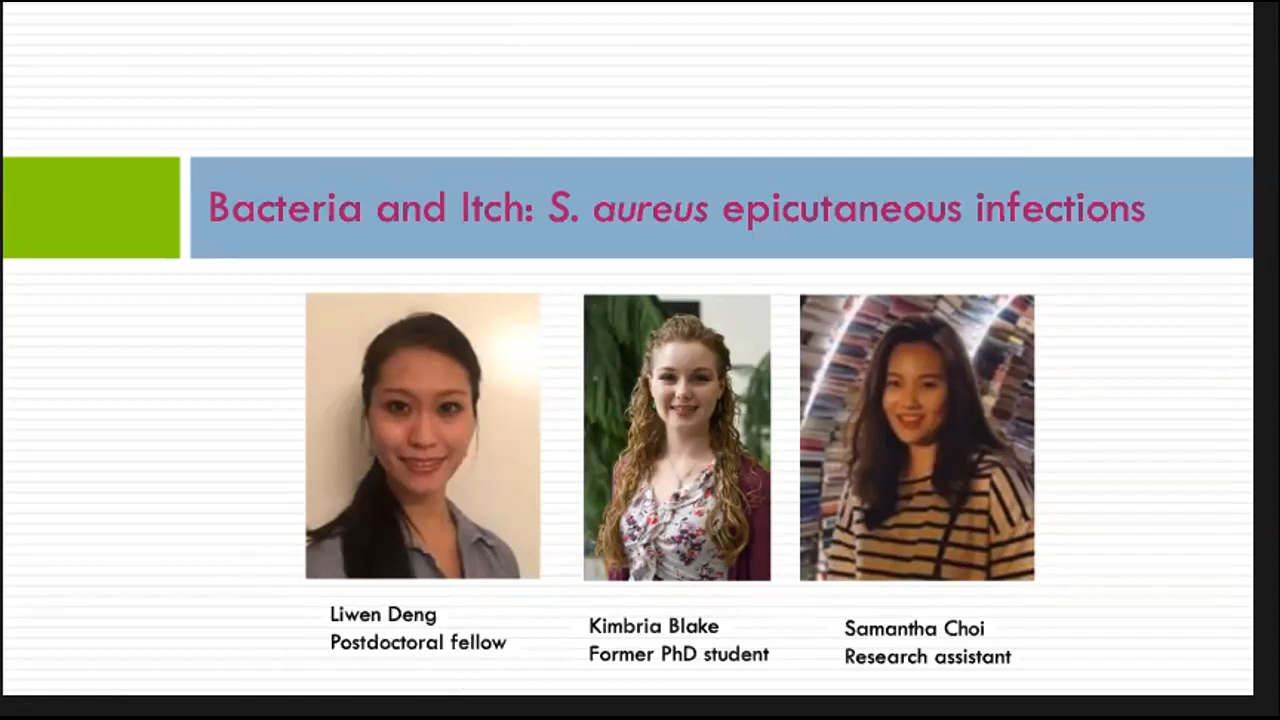 Bacteria and Itch: S. aureus epicutaneous infections
Liwen Deng
Postdoctoral fellow
Kimbria Blake
Former PhD student
Samantha Choi
Research assistant